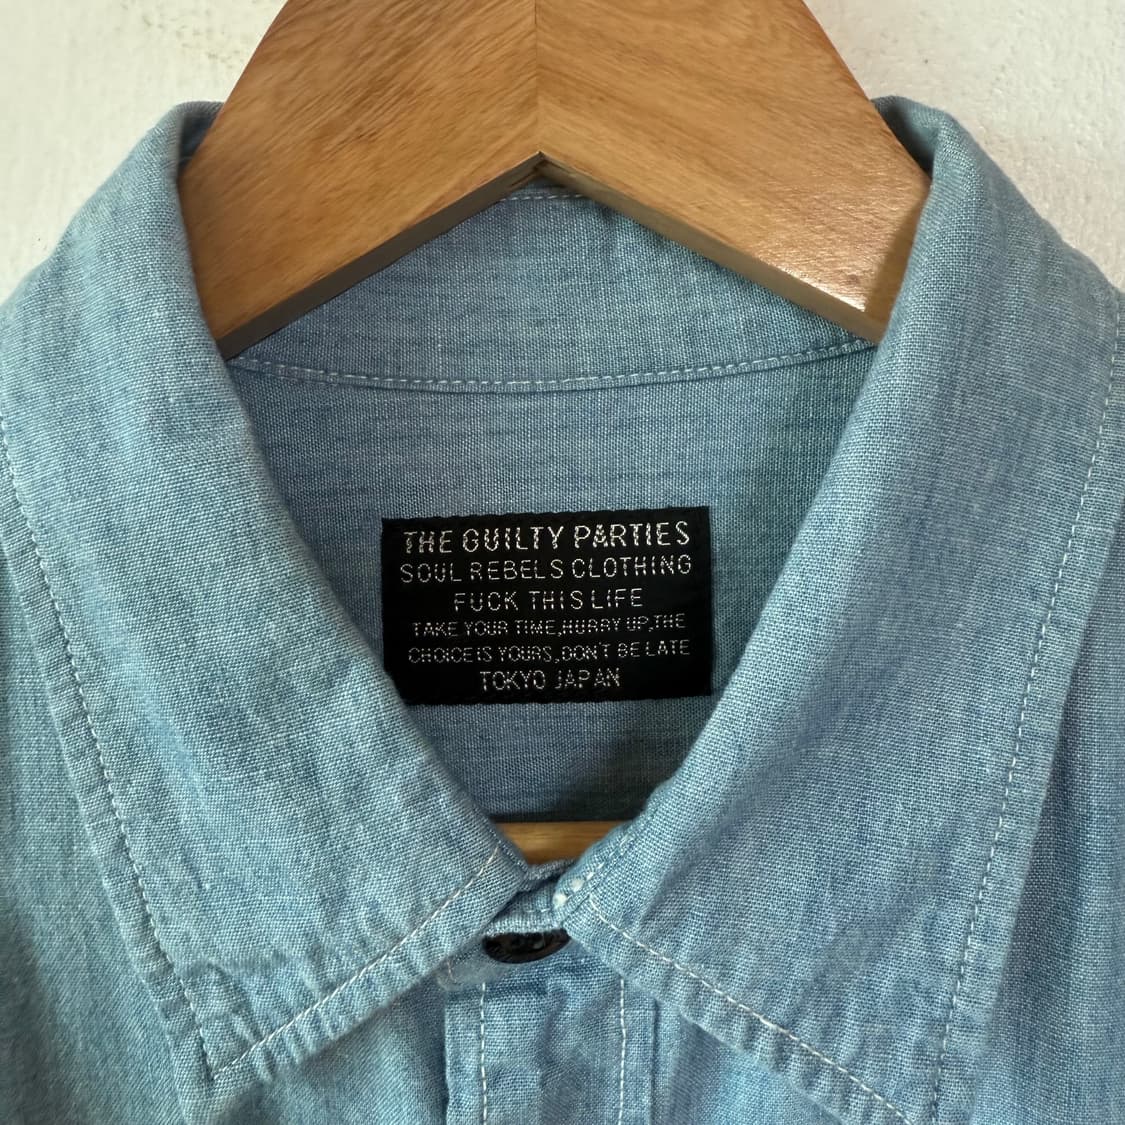 THE GUILTY PARTIES
SOUL REBELS CLOTHING
FUCK THIS LIFE
TAKE YOUR TIME,HURRY UP,THE
CHOICE IS YOURS,DON'T BE LATE
TOKYO JAPAN